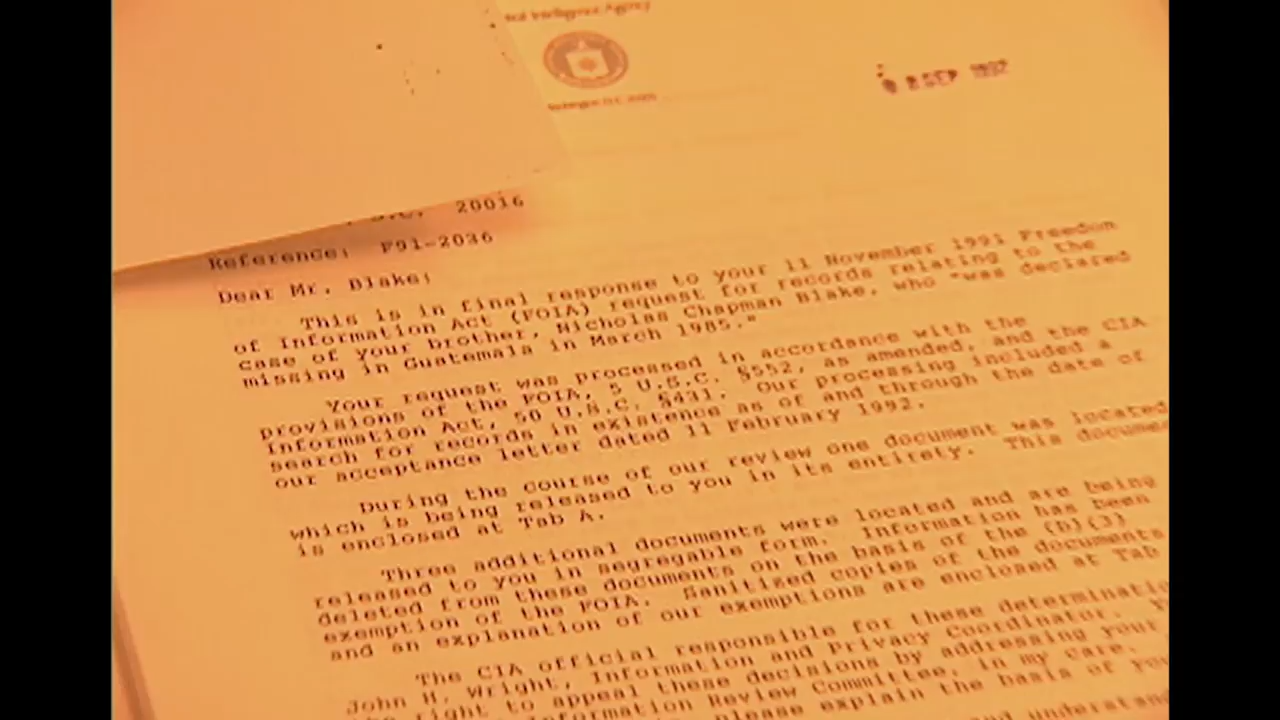 Intelligence Agency
Washington, D.C. 20505
SEP 1992
D.C. 20016
Reference: F91-2036
Dear Mr. Blake:
This is in final response to your 11 November 1991 Freedom
of Information Act (FOIA) request for records relating to the
case of your brother, Nicholas Chapman Blake, who "was declared
missing in Guatemala in March 1985."
Your request was processed in accordance with the
provisions of the FOIA, 5 U.S.C. §552, as amended, and the CIA
Information Act, 50 U.S.C. §431. Our processing included a
search for records in existence as of and through the date of
our acceptance letter dated 11 February 1992.
During the course of our review one document was located
which is being released to you in its entirety. This
is enclosed at Tab A.
Three additional documents were located and are being
released to you in segregable form. Information has been
deleted from these documents on the basis of the (b)(3)
exemption of the FOIA. Sanitized copies of the documents
and an explanation of our exemptions are enclosed at Tab
The CIA official responsible for these
John H. Wright, Information and Privacy Coordinator.
right to appeal these decisions by addressing your
Information Review Committee, in my care.
please explain the basis of
and